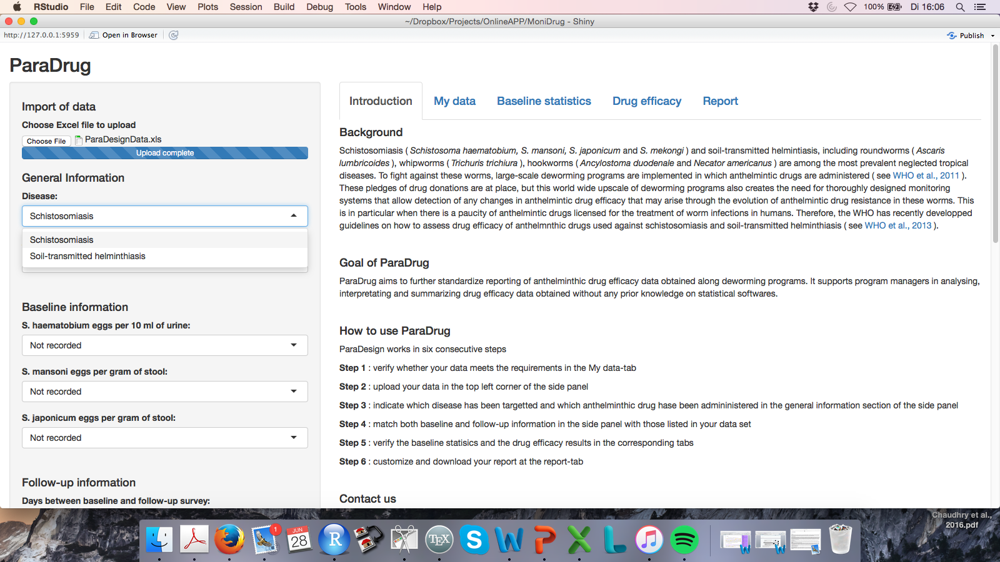 RStudio File Edit Code View Plots Session Build Debug Tools Window Help 100% Di 16:06
~/Dropbox/Projects/OnlineAPP/MoniDrug - Shiny
http://127.0.0.1:5959 Open in Browser Publish
ParaDrug
Import of data
Choose Excel file to upload
Choose File ParaDesignData.xls
Upload complete
General Information
Disease:
Schistosomiasis
Schistosomiasis
Soil-transmitted helminthiasis
Baseline information
S. haematobium eggs per 10 ml of urine:
Not recorded
S. mansoni eggs per gram of stool:
Not recorded
S. japonicum eggs per gram of stool:
Not recorded
Follow-up information
Days between baseline and follow-up survey:
Introduction My data Baseline statistics Drug efficacy Report
Background
Schistosomiasis ( Schistosoma haematobium, S. mansoni, S. japonicum and S. mekongi ) and soil-transmitted helmintiasis, including roundworms ( Ascaris
lumbricoides ), whipworms ( Trichuris trichiura ), hookworms ( Ancylostoma duodenale and Necator americanus ) are among the most prevalent neglected tropical
diseases. To fight against these worms, large-scale deworming programs are implemented in which anthelmintic drugs are administered ( see WHO et al., 2011 ).
These pledges of drug donations are at place, but this world wide upscale of deworming programs also creates the need for thoroughly designed monitoring
systems that allow detection of any changes in anthelmintic drug efficacy that may arise through the evolution of anthelmintic drug resistance in these worms. This
is in particular when there is a paucity of anthelmintic drugs licensed for the treatment of worm infections in humans. Therefore, the WHO has recently developped
guidelines on how to assess drug efficacy of anthelmnthic drugs used against schistosomiasis and soil-transmitted helminthiasis ( see WHO et al., 2013 ).
Goal of ParaDrug
ParaDrug aims to further standardize reporting of anthelminthic drug efficacy data obtained along deworming programs. It supports program managers in analysing,
interpretating and summarizing drug efficacy data obtained without any prior knowledge on statistical softwares.
How to use ParaDrug
ParaDesign works in six consecutive steps
Step 1 : verify whether your data meets the requirements in the My data-tab
Step 2 : upload your data in the top left corner of the side panel
Step 3 : indicate which disease has been targetted and which anthelminthic drug hase been admininistered in the general information section of the side panel
Step 4 : match both baseline and follow-up information in the side panel with those listed in your data set
Step 5 : verify the baseline statisics and the drug efficacy results in the corresponding tabs
Step 6 : customize and download your report at the report-tab
Contact us
Chaudhry et al.,
2016.pdf
1
JUN
28
R
TEX